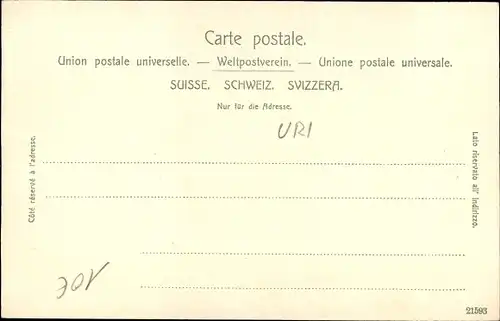 Carte postale.
Union postale universelle. — Weltpostverein. — Unione postale universale.
SUISSE. SCHWEIZ. SVIZZERA.
Nur für die Adresse.
URI
Côté réservé à l'adresse.
Lato riservato all' indirizzo.
21593